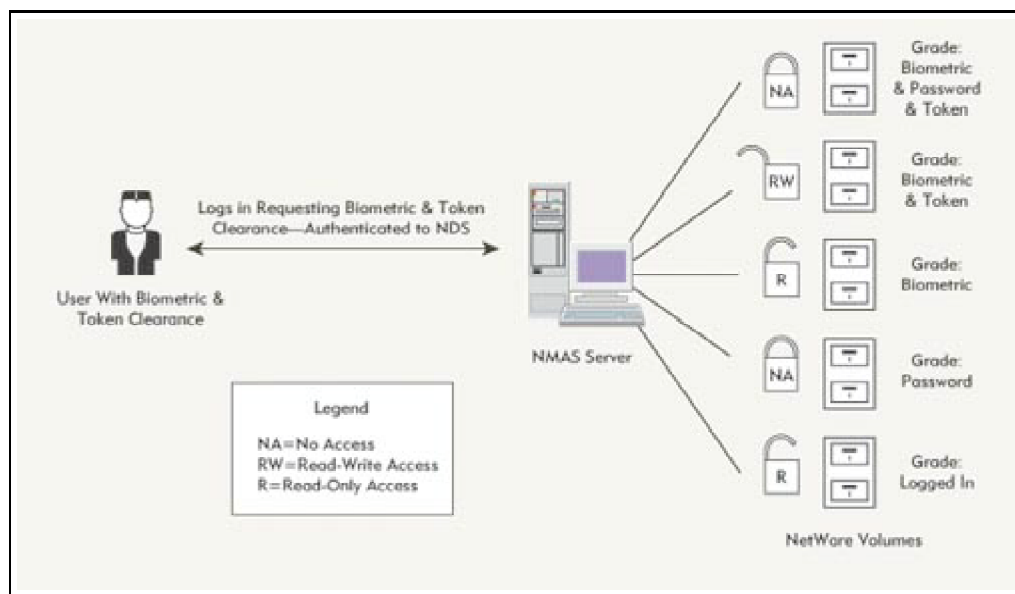 Logs in Requesting Biometric & Token
Clearance—Authenticated to NDS
User With Biometric &
Token Clearance
NMAS Server
Legend
NA=No Access
RW=Read-Write Access
R=Read-Only Access
NA
Grade:
Biometric
& Password
& Token
RW
Grade:
Biometric
& Token
R
Grade:
Biometric
NA
Grade:
Password
R
Grade:
Logged In
NetWare Volumes